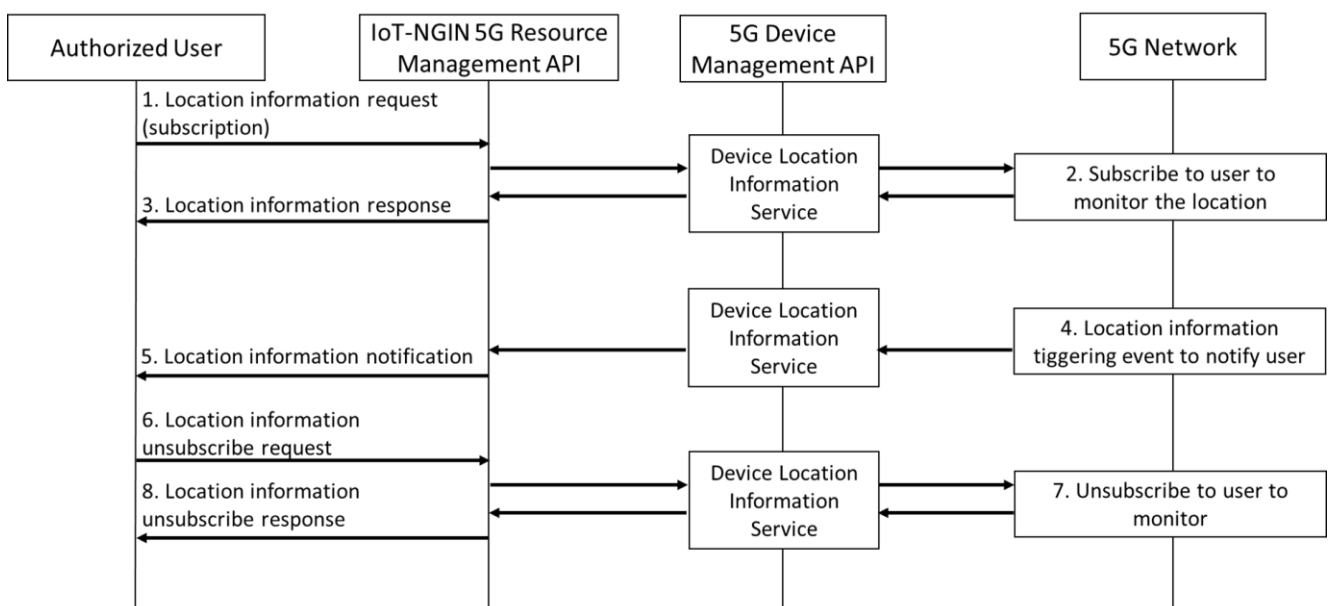 Authorized User
IoT-NGIN 5G Resource
Management API
5G Device
Management API
5G Network
1. Location information request
(subscription)
Device Location
Information
Service
2. Subscribe to user to
monitor the location
3. Location information response
Device Location
Information
Service
4. Location information
tiggering event to notify user
5. Location information notification
6. Location information
unsubscribe request
Device Location
Information
Service
7. Unsubscribe to user to
monitor
8. Location information
unsubscribe response